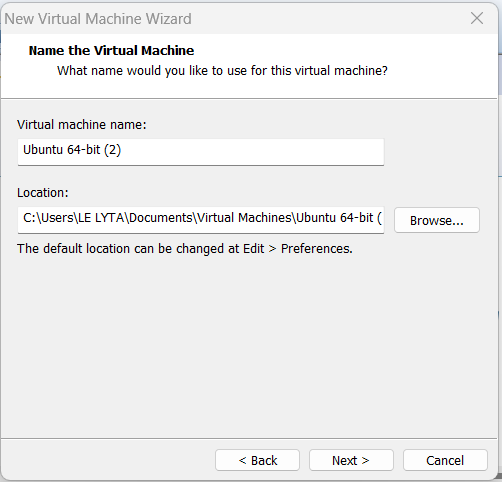 New Virtual Machine Wizard
Name the Virtual Machine
What name would you like to use for this virtual machine?
Virtual machine name:
Ubuntu 64-bit (2)
Location:
C:\Users\LE LYTA\Documents\Virtual Machines\Ubuntu 64-bit (
Browse...
The default location can be changed at Edit > Preferences.
< Back
Next >
Cancel